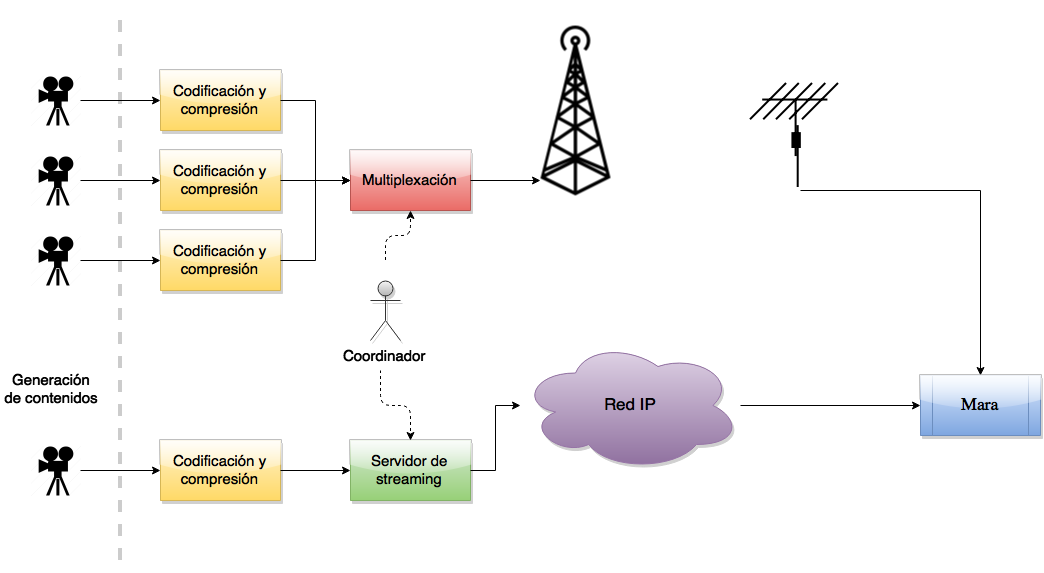 Codificación y
compresión
Codificación y
compresión
Multiplexación
Codificación y
compresión
Coordinador
Generación
de contenidos
Red IP
Mara
Codificación y
compresión
Servidor de
streaming